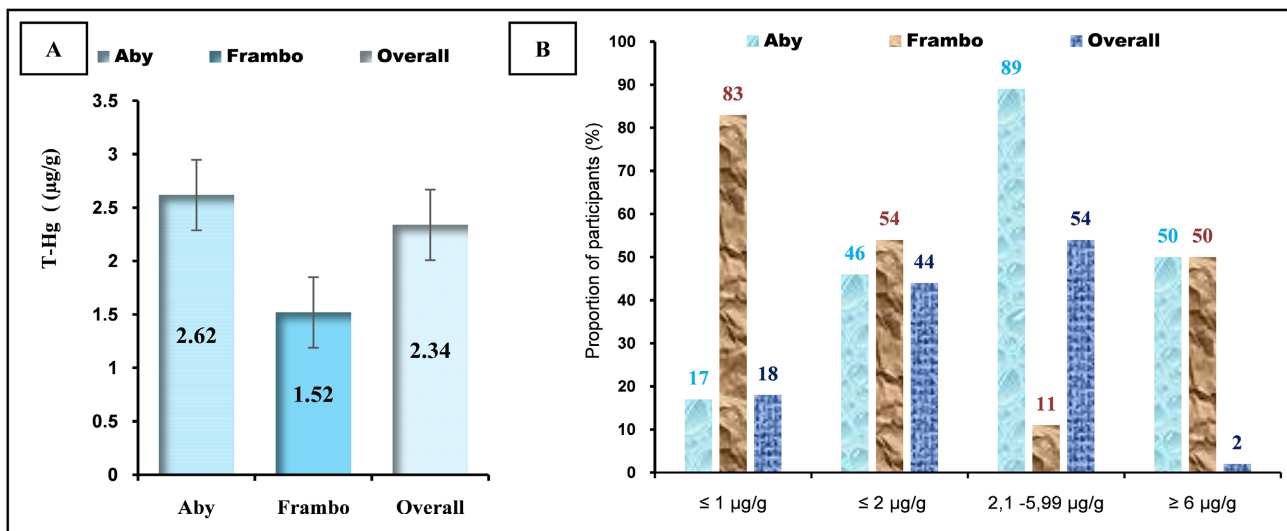 A
Aby Frambo Overall
T-Hg ( (µg/g)
3.5
3
2.5
2
1.5
1
0.5
0
2.62
1.52
2.34
Aby Frambo Overall
B
Aby Frambo Overall
Proportion of participants (%)
100
90
80
70
60
50
40
30
20
10
0
17 83 18
46 54 44
89 11 54
50 50 2
≤ 1 µg/g ≤ 2 µg/g 2,1 -5,99 µg/g ≥ 6 µg/g